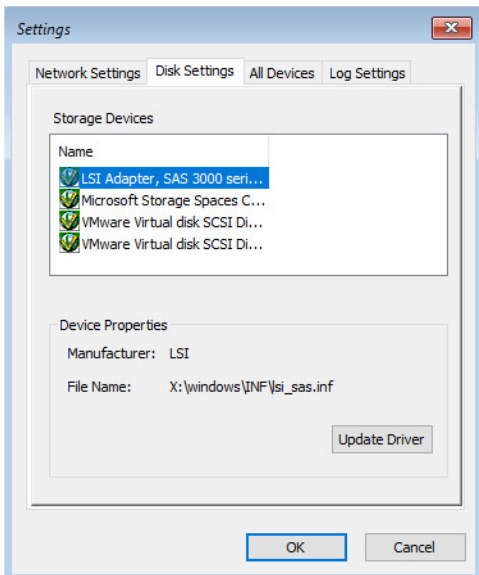 Settings
Network Settings Disk Settings All Devices Log Settings
Storage Devices
Name
LSI Adapter, SAS 3000 seri...
Microsoft Storage Spaces C...
VMware Virtual disk SCSI Di...
VMware Virtual disk SCSI Di...
Device Properties
Manufacturer: LSI
File Name: X:\windows\INF\lsi_sas.inf
Update Driver
OK Cancel